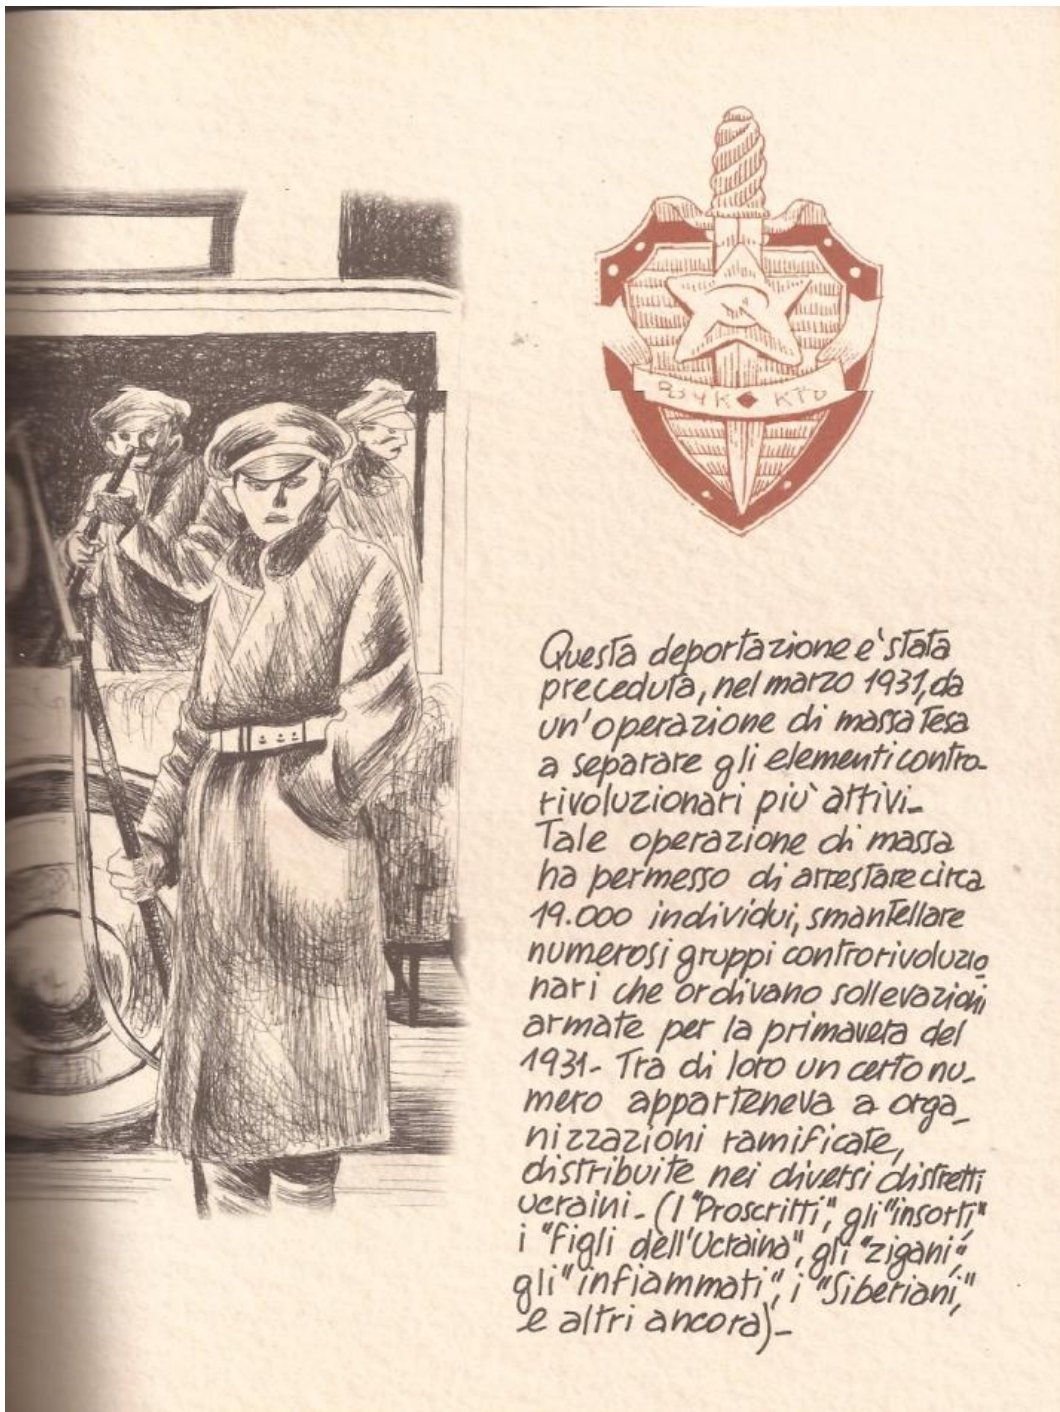 ВЧК КГБ
Questa deportazione è stata
preceduta, nel marzo 1931, da
un'operazione di massa tesa
a separare gli elementi contro-
rivoluzionari più attivi-
Tale operazione di massa
ha permesso di arrestare circa
19.000 individui, smantellare
numerosi gruppi controrivoluzio
nari che ordivano sollevazioni
armate per la primavera del
1931- Tra di loro un certo nu-
mero apparteneva a orga-
nizzazioni ramificate,
distribuite nei diversi distretti
ucraini- (I "Proscritti", gli "insorti,"
i "figli dell'Ucraina", gli "zigani",
gli "infiammati", i "Siberiani,"
e altri ancora)-